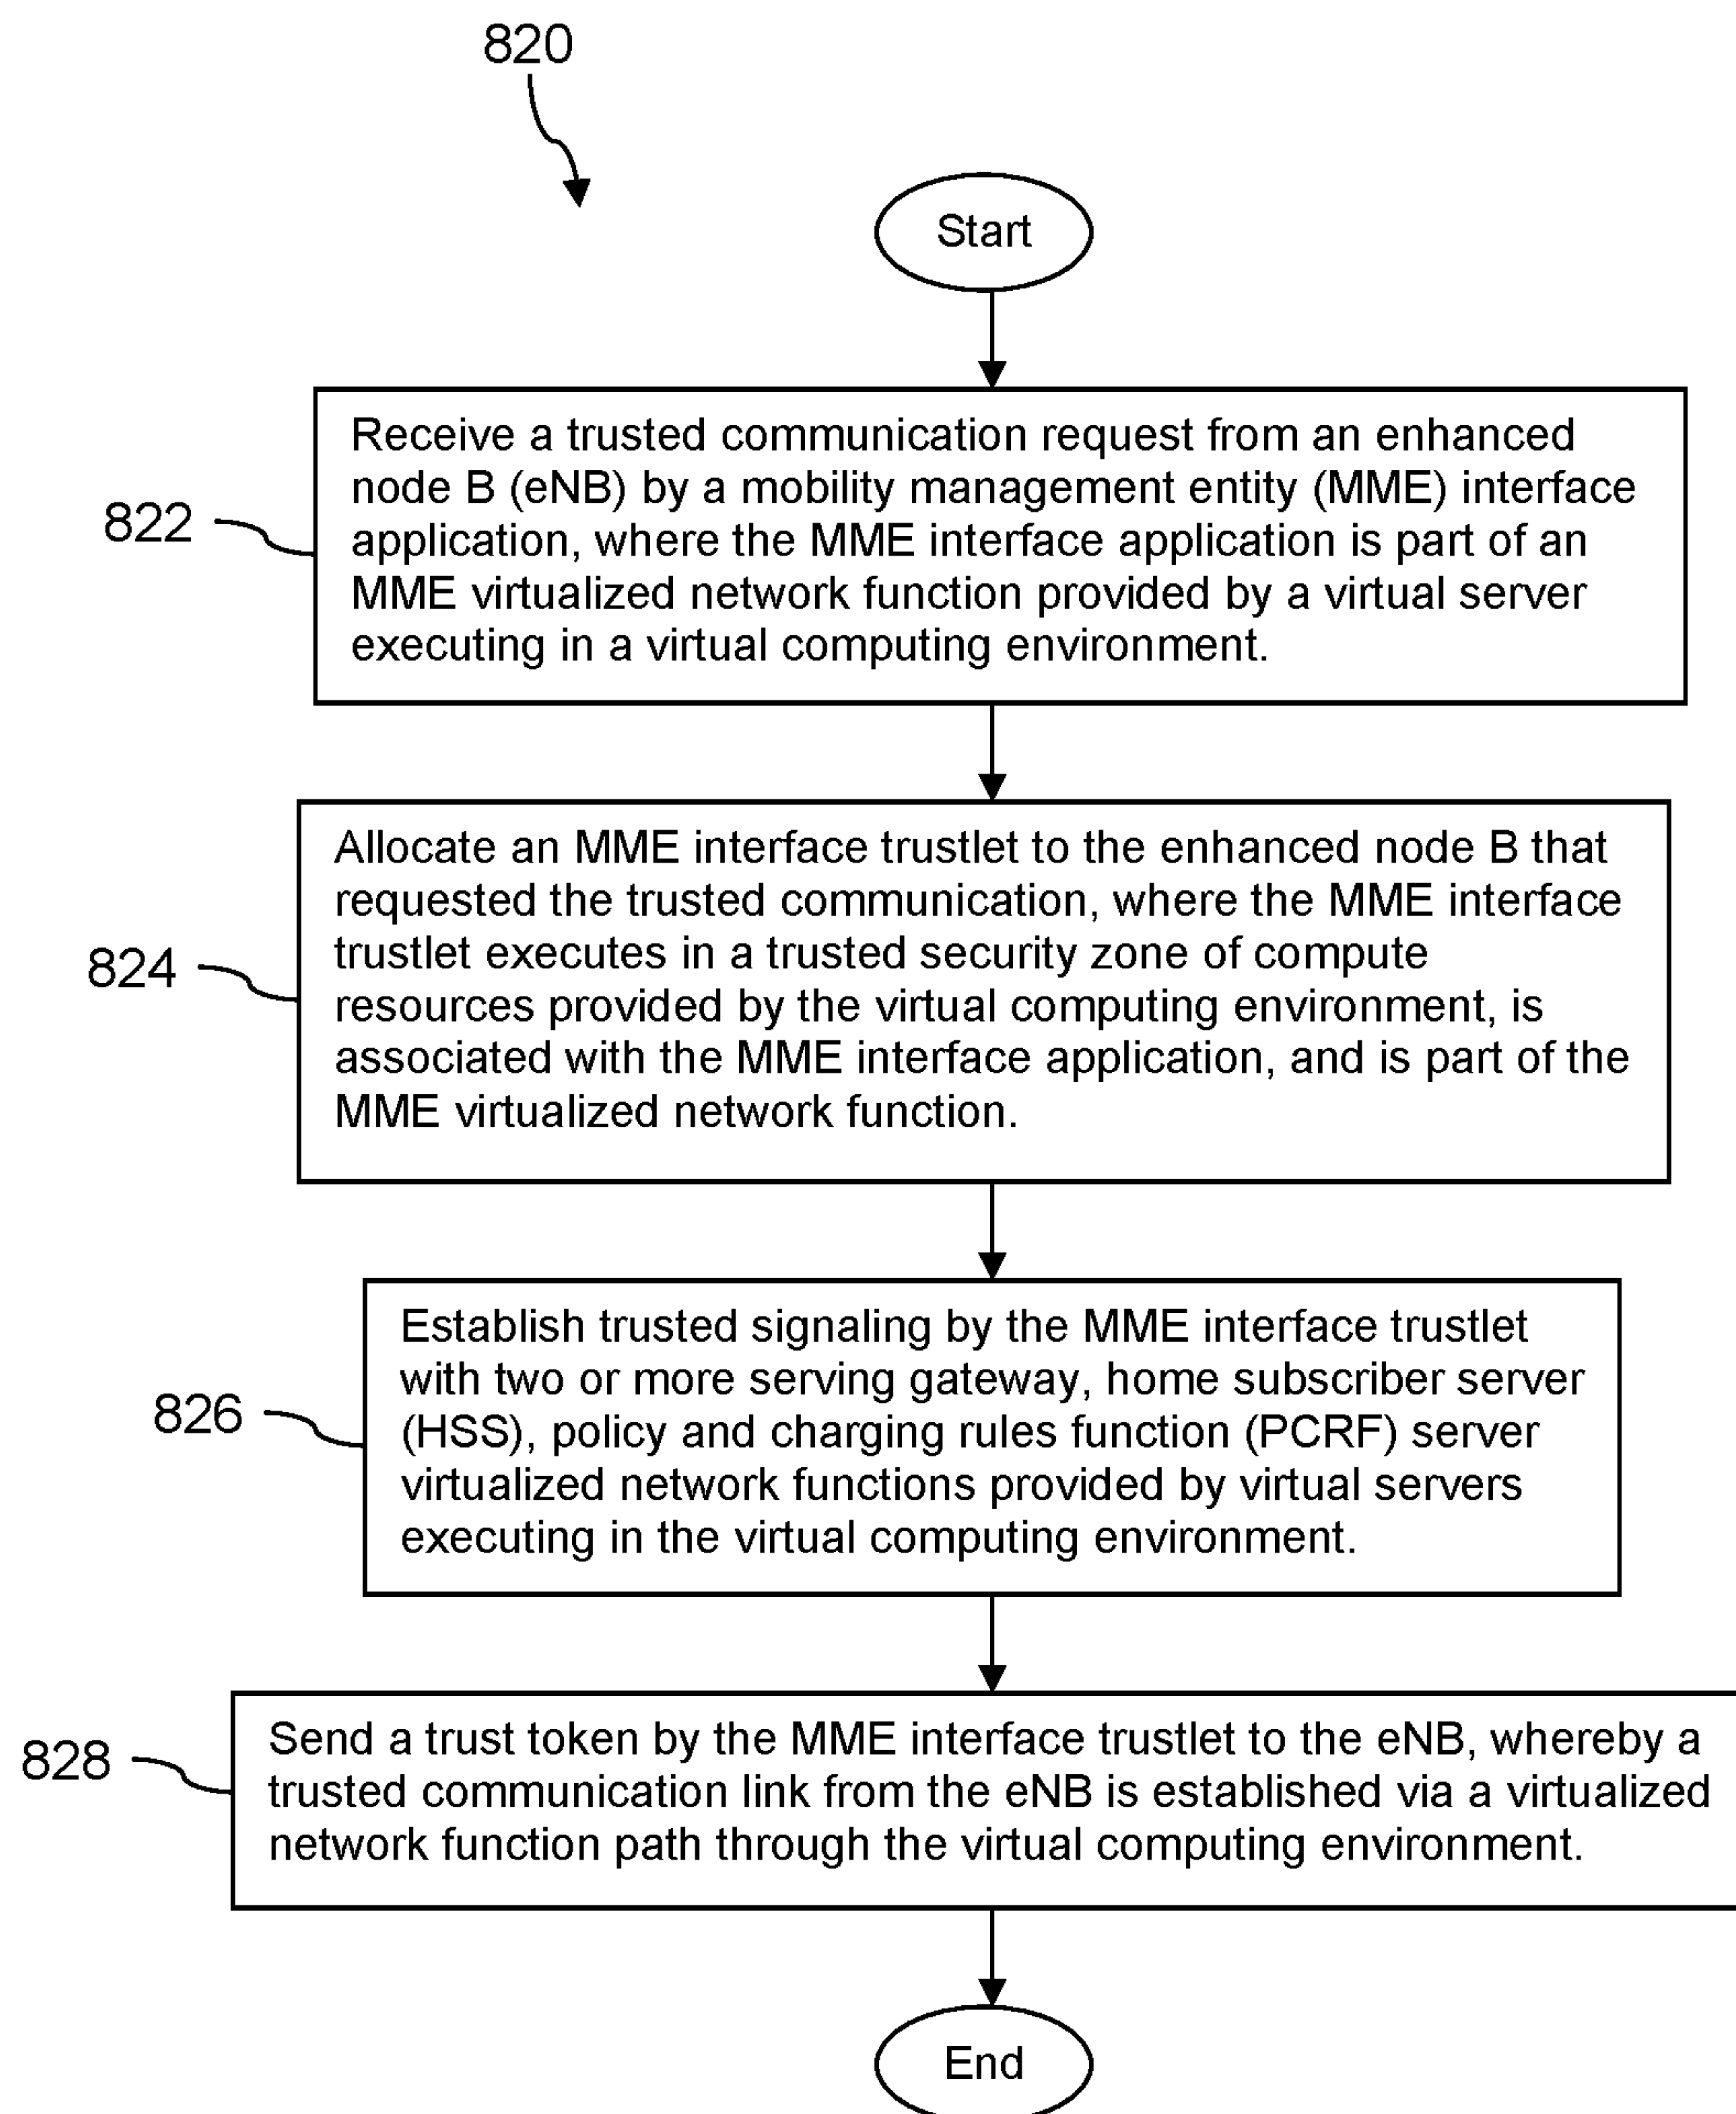 820
Start
822
Receive a trusted communication request from an enhanced
node B (eNB) by a mobility management entity (MME) interface
application, where the MME interface application is part of an
MME virtualized network function provided by a virtual server
executing in a virtual computing environment.
824
Allocate an MME interface trustlet to the enhanced node B that
requested the trusted communication, where the MME interface
trustlet executes in a trusted security zone of compute
resources provided by the virtual computing environment, is
associated with the MME interface application, and is part of the
MME virtualized network function.
826
Establish trusted signaling by the MME interface trustlet
with two or more serving gateway, home subscriber server
(HSS), policy and charging rules function (PCRF) server
virtualized network functions provided by virtual servers
executing in the virtual computing environment.
828
Send a trust token by the MME interface trustlet to the eNB, whereby a
trusted communication link from the eNB is established via a virtualized
network function path through the virtual computing environment.
End